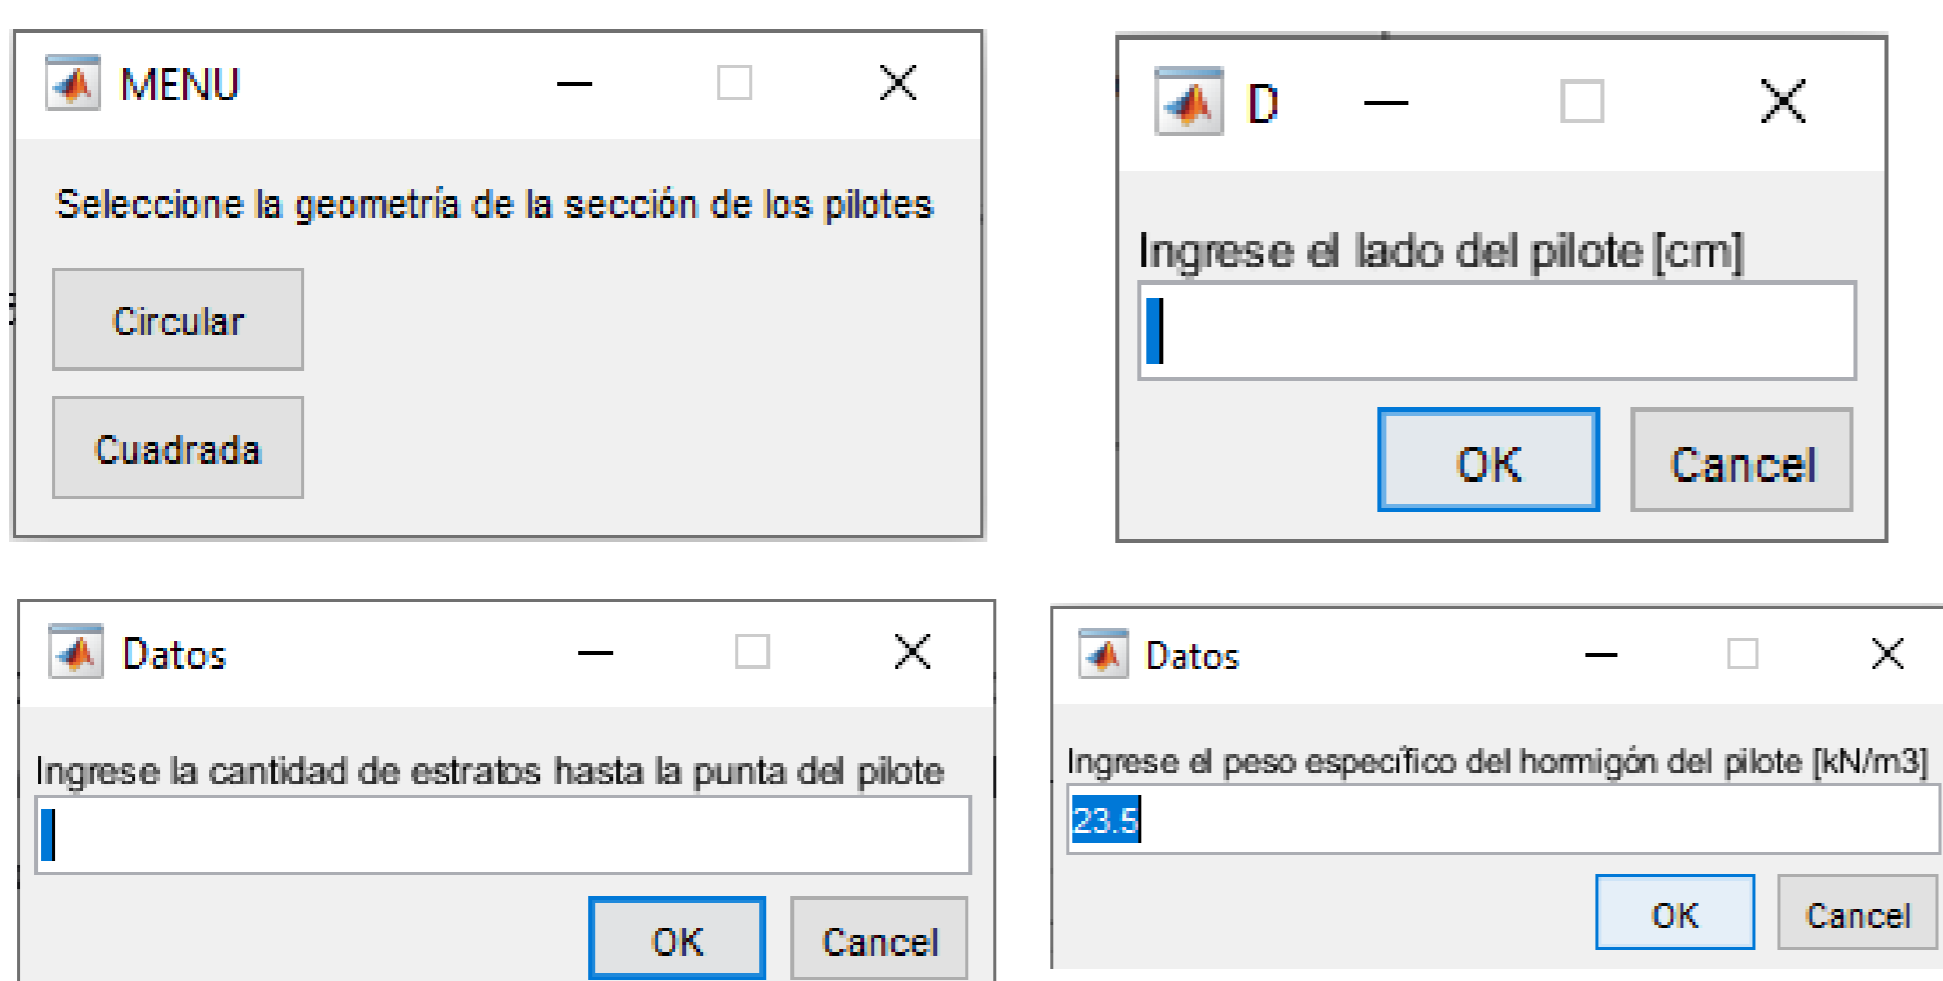 MENU
Seleccione la geometría de la sección de los pilotes
Circular
Cuadrada
D
Ingrese el lado del pilote [cm]
OK Cancel
Datos
Ingrese la cantidad de estratos hasta la punta del pilote
OK Cancel
Datos
Ingrese el peso específico del hormigón del pilote [kN/m3]
23.5
OK Cancel